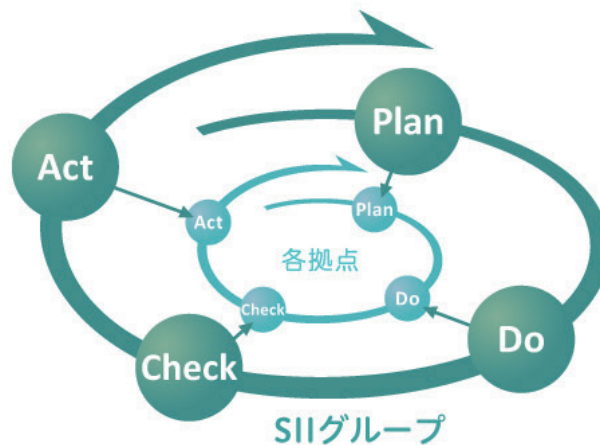 Plan
Act
Plan
Act
各拠点
Do
Check
Do
Check
SIIグループ